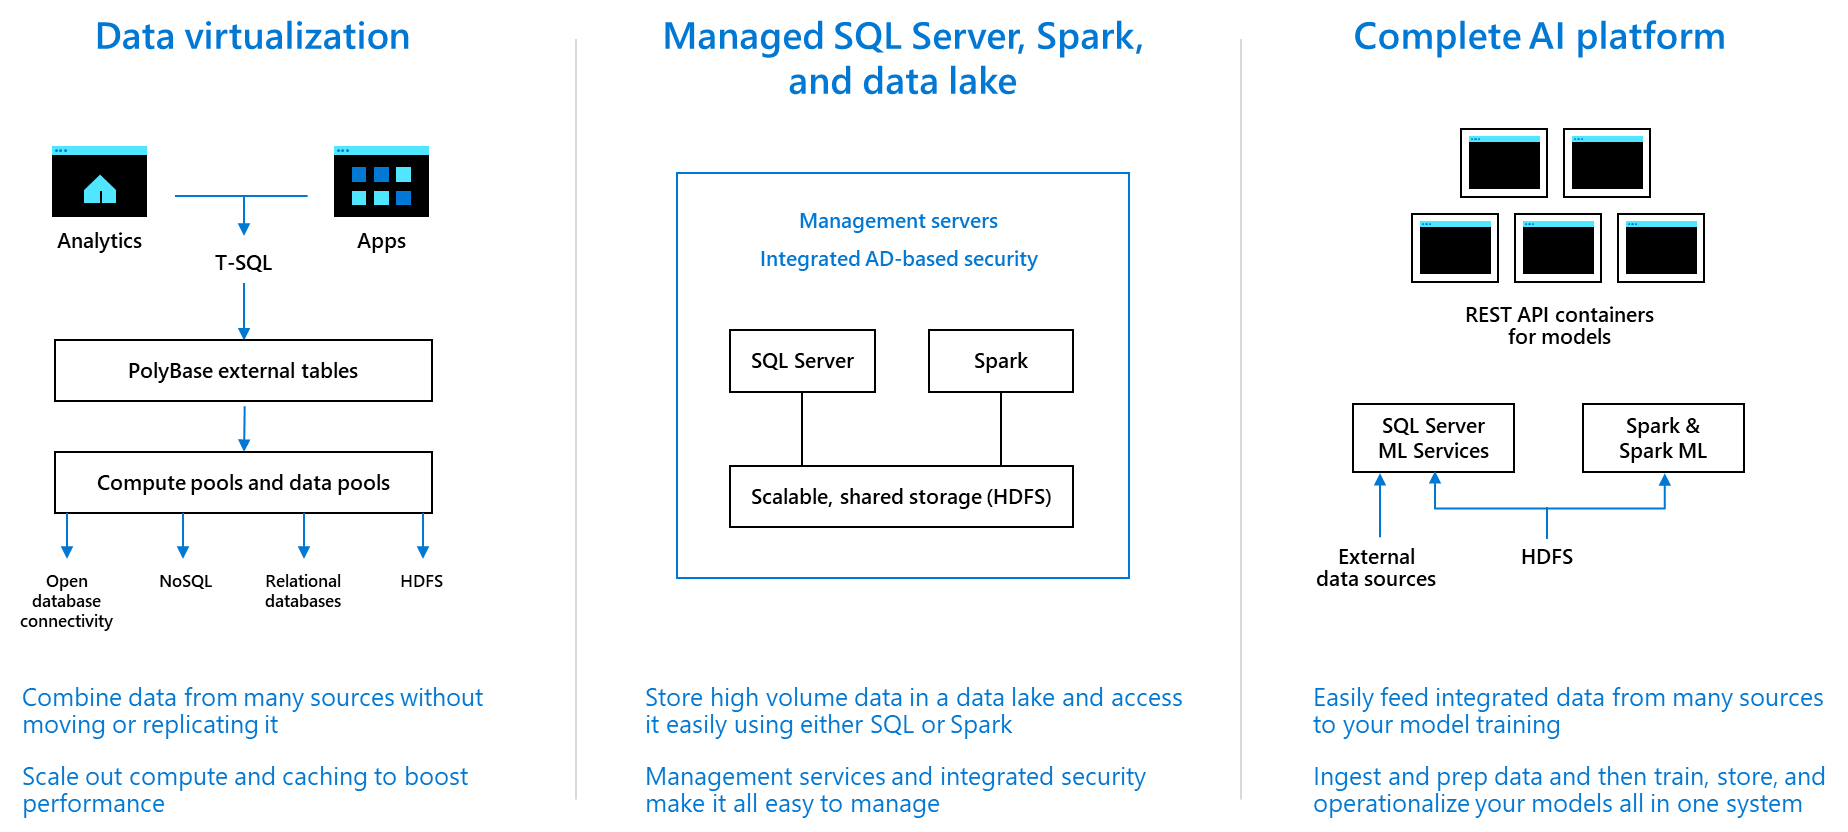 Data virtualization
Analytics
Apps
T-SQL
PolyBase external tables
Compute pools and data pools
Open
database
connectivity
NoSQL
Relational
databases
HDFS
Combine data from many sources without
moving or replicating it
Scale out compute and caching to boost
performance
Managed SQL Server, Spark,
and data lake
Management servers
Integrated AD-based security
SQL Server
Spark
Scalable, shared storage (HDFS)
Store high volume data in a data lake and access
it easily using either SQL or Spark
Management services and integrated security
make it all easy to manage
Complete AI platform
REST API containers
for models
SQL Server
ML Services
Spark &
Spark ML
External
data sources
HDFS
Easily feed integrated data from many sources
to your model training
Ingest and prep data and then train, store, and
operationalize your models all in one system